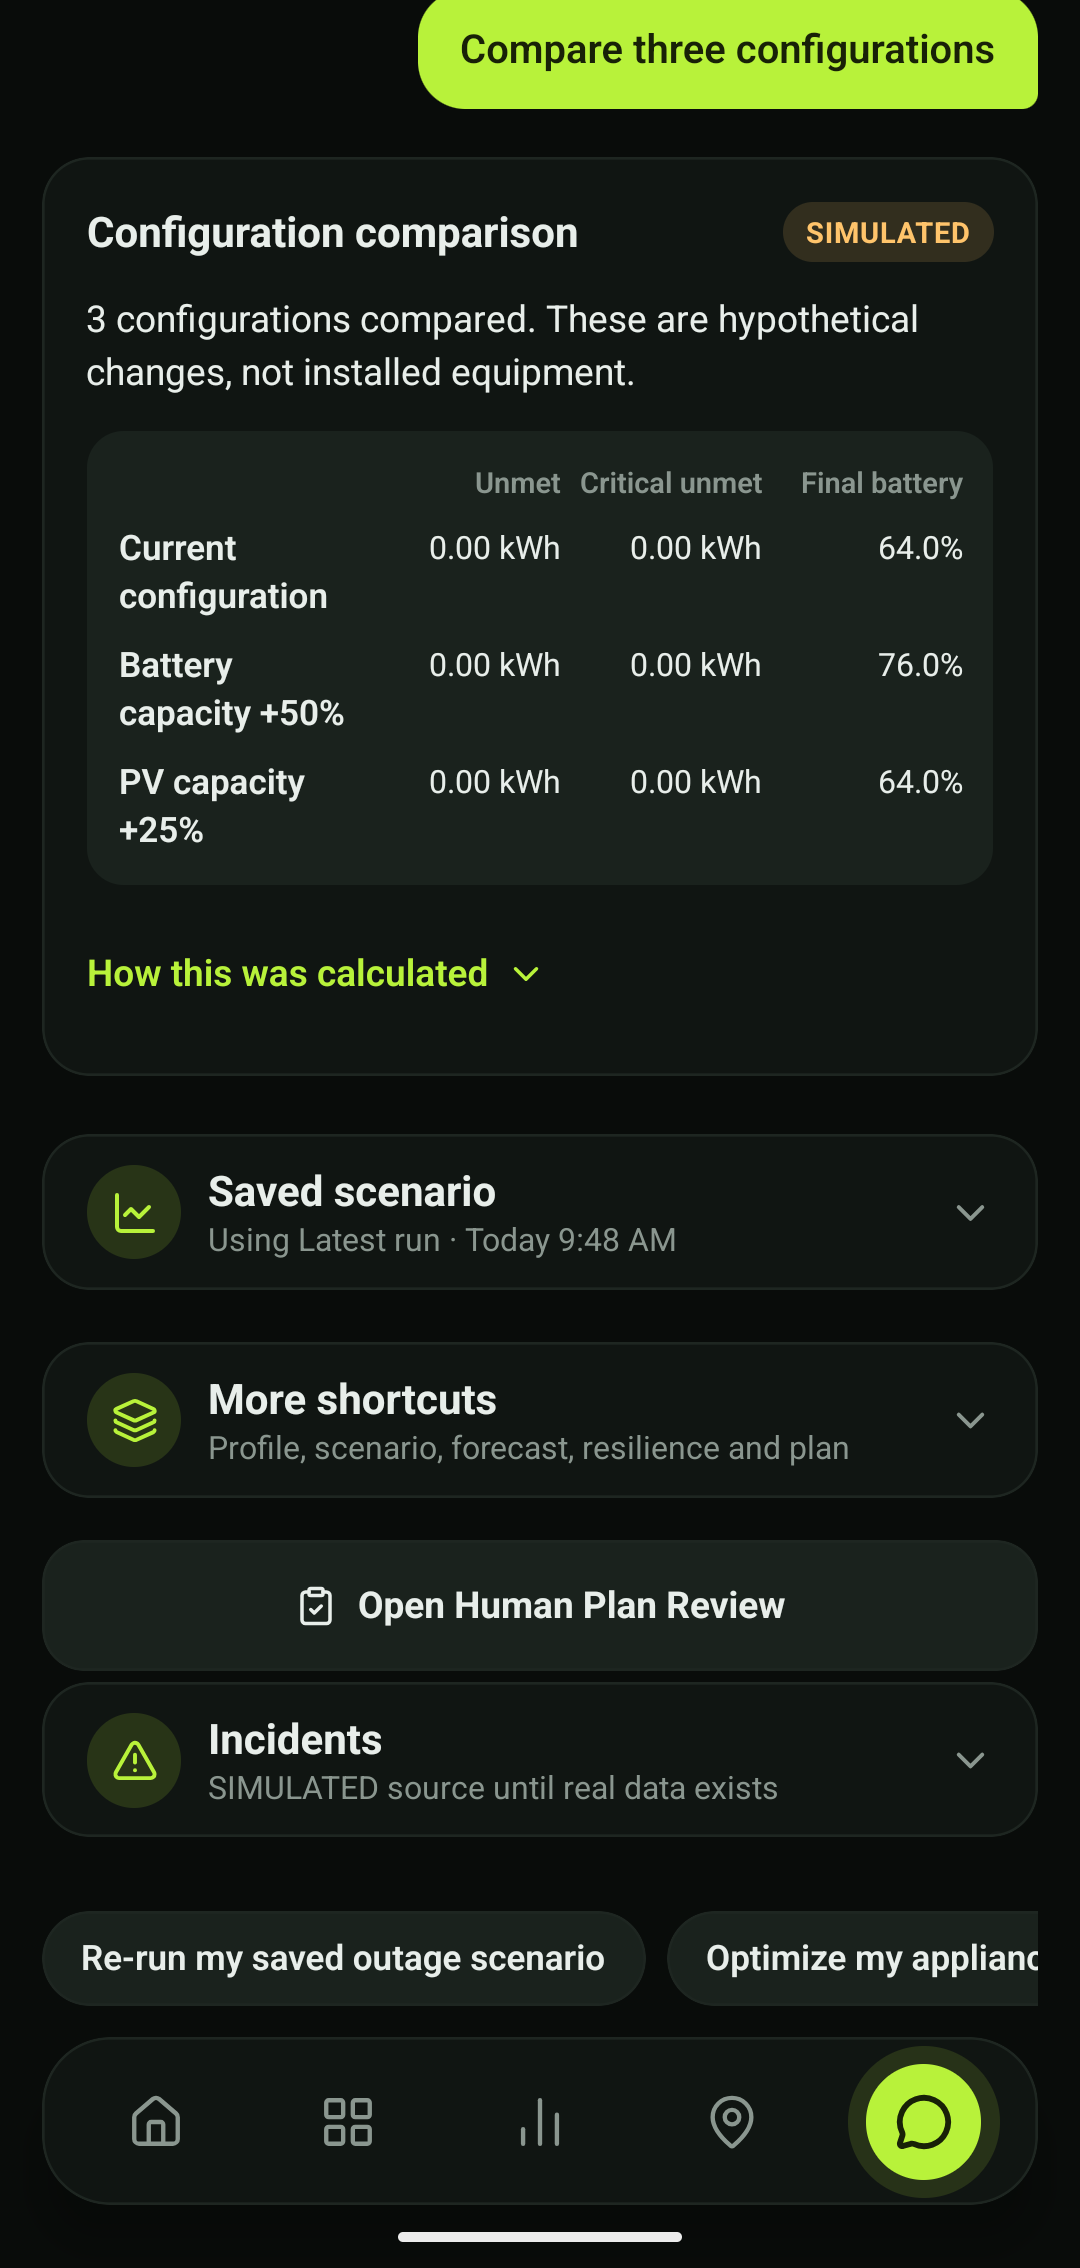 Compare three configurations
Configuration comparison
SIMULATED
3 configurations compared. These are hypothetical
changes, not installed equipment.
Unmet Critical unmet Final battery
Current
configuration 0.00 kWh 0.00 kWh 64.0%
Battery
capacity +50% 0.00 kWh 0.00 kWh 76.0%
PV capacity
+25% 0.00 kWh 0.00 kWh 64.0%
How this was calculated
Saved scenario
Using Latest run · Today 9:48 AM
More shortcuts
Profile, scenario, forecast, resilience and plan
Open Human Plan Review
Incidents
SIMULATED source until real data exists
Re-run my saved outage scenario
Optimize my applianc